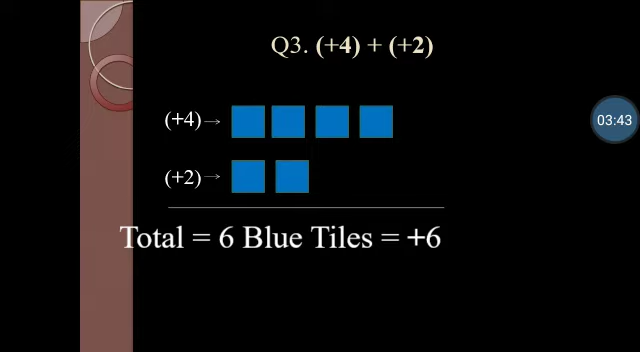 Q3. (+4) + (+2)
(+4)→
03:43
(+2)→
Total = 6 Blue Tiles = +6